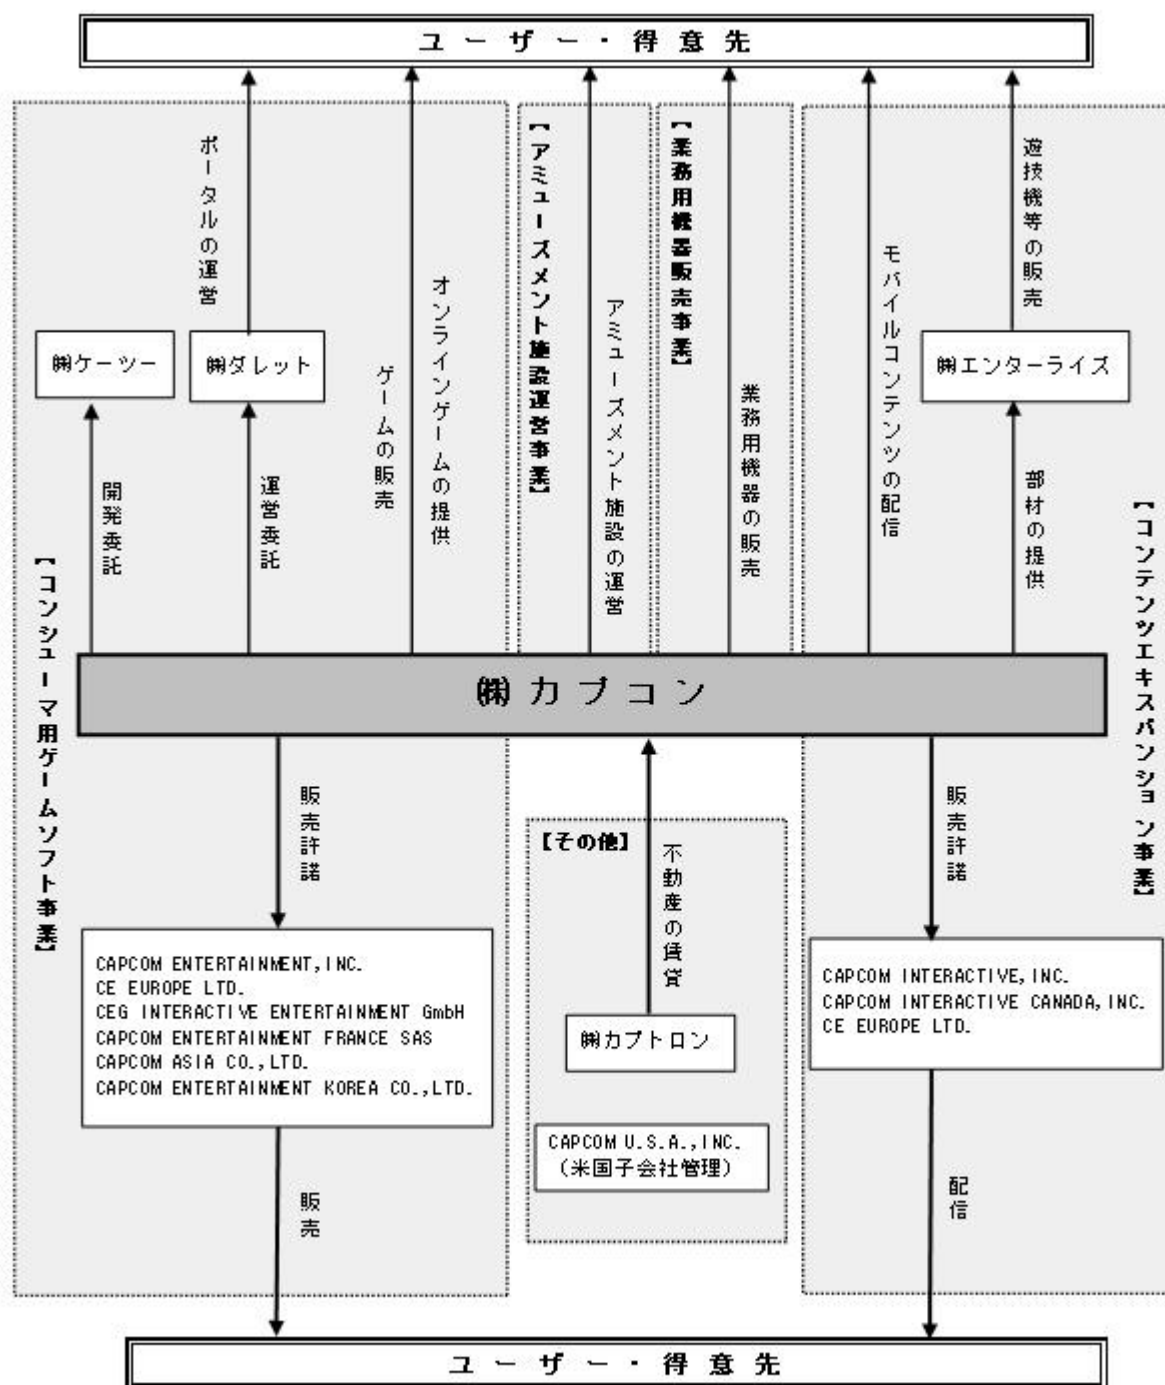 ユーザー・得意先
ポータルの運営
㈱ケーツー
㈱ダレット
開発委託
運営委託
ゲームの販売
オンラインゲームの提供
【アミューズメント施設運営事業】
アミューズメント施設の運営
【業務用機器販売事業】
業務用機器の販売
モバイルコンテンツの配信
遊技機等の販売
㈱エンターライズ
部材の提供
【コンシューマ用ゲームソフト事業】
【コンテンツエキスパンション事業】
㈱カプコン
販売許諾
【その他】
不動産の賃貸
販売許諾
CAPCOM ENTERTAINMENT,INC.
CE EUROPE LTD.
CEG INTERACTIVE ENTERTAINMENT GmbH
CAPCOM ENTERTAINMENT FRANCE SAS
CAPCOM ASIA CO.,LTD.
CAPCOM ENTERTAINMENT KOREA CO.,LTD.
㈱カプトロン
CAPCOM U.S.A.,INC.
（米国子会社管理）
CAPCOM INTERACTIVE,INC.
CAPCOM INTERACTIVE CANADA,INC.
CE EUROPE LTD.
販売
配信
ユーザー・得意先